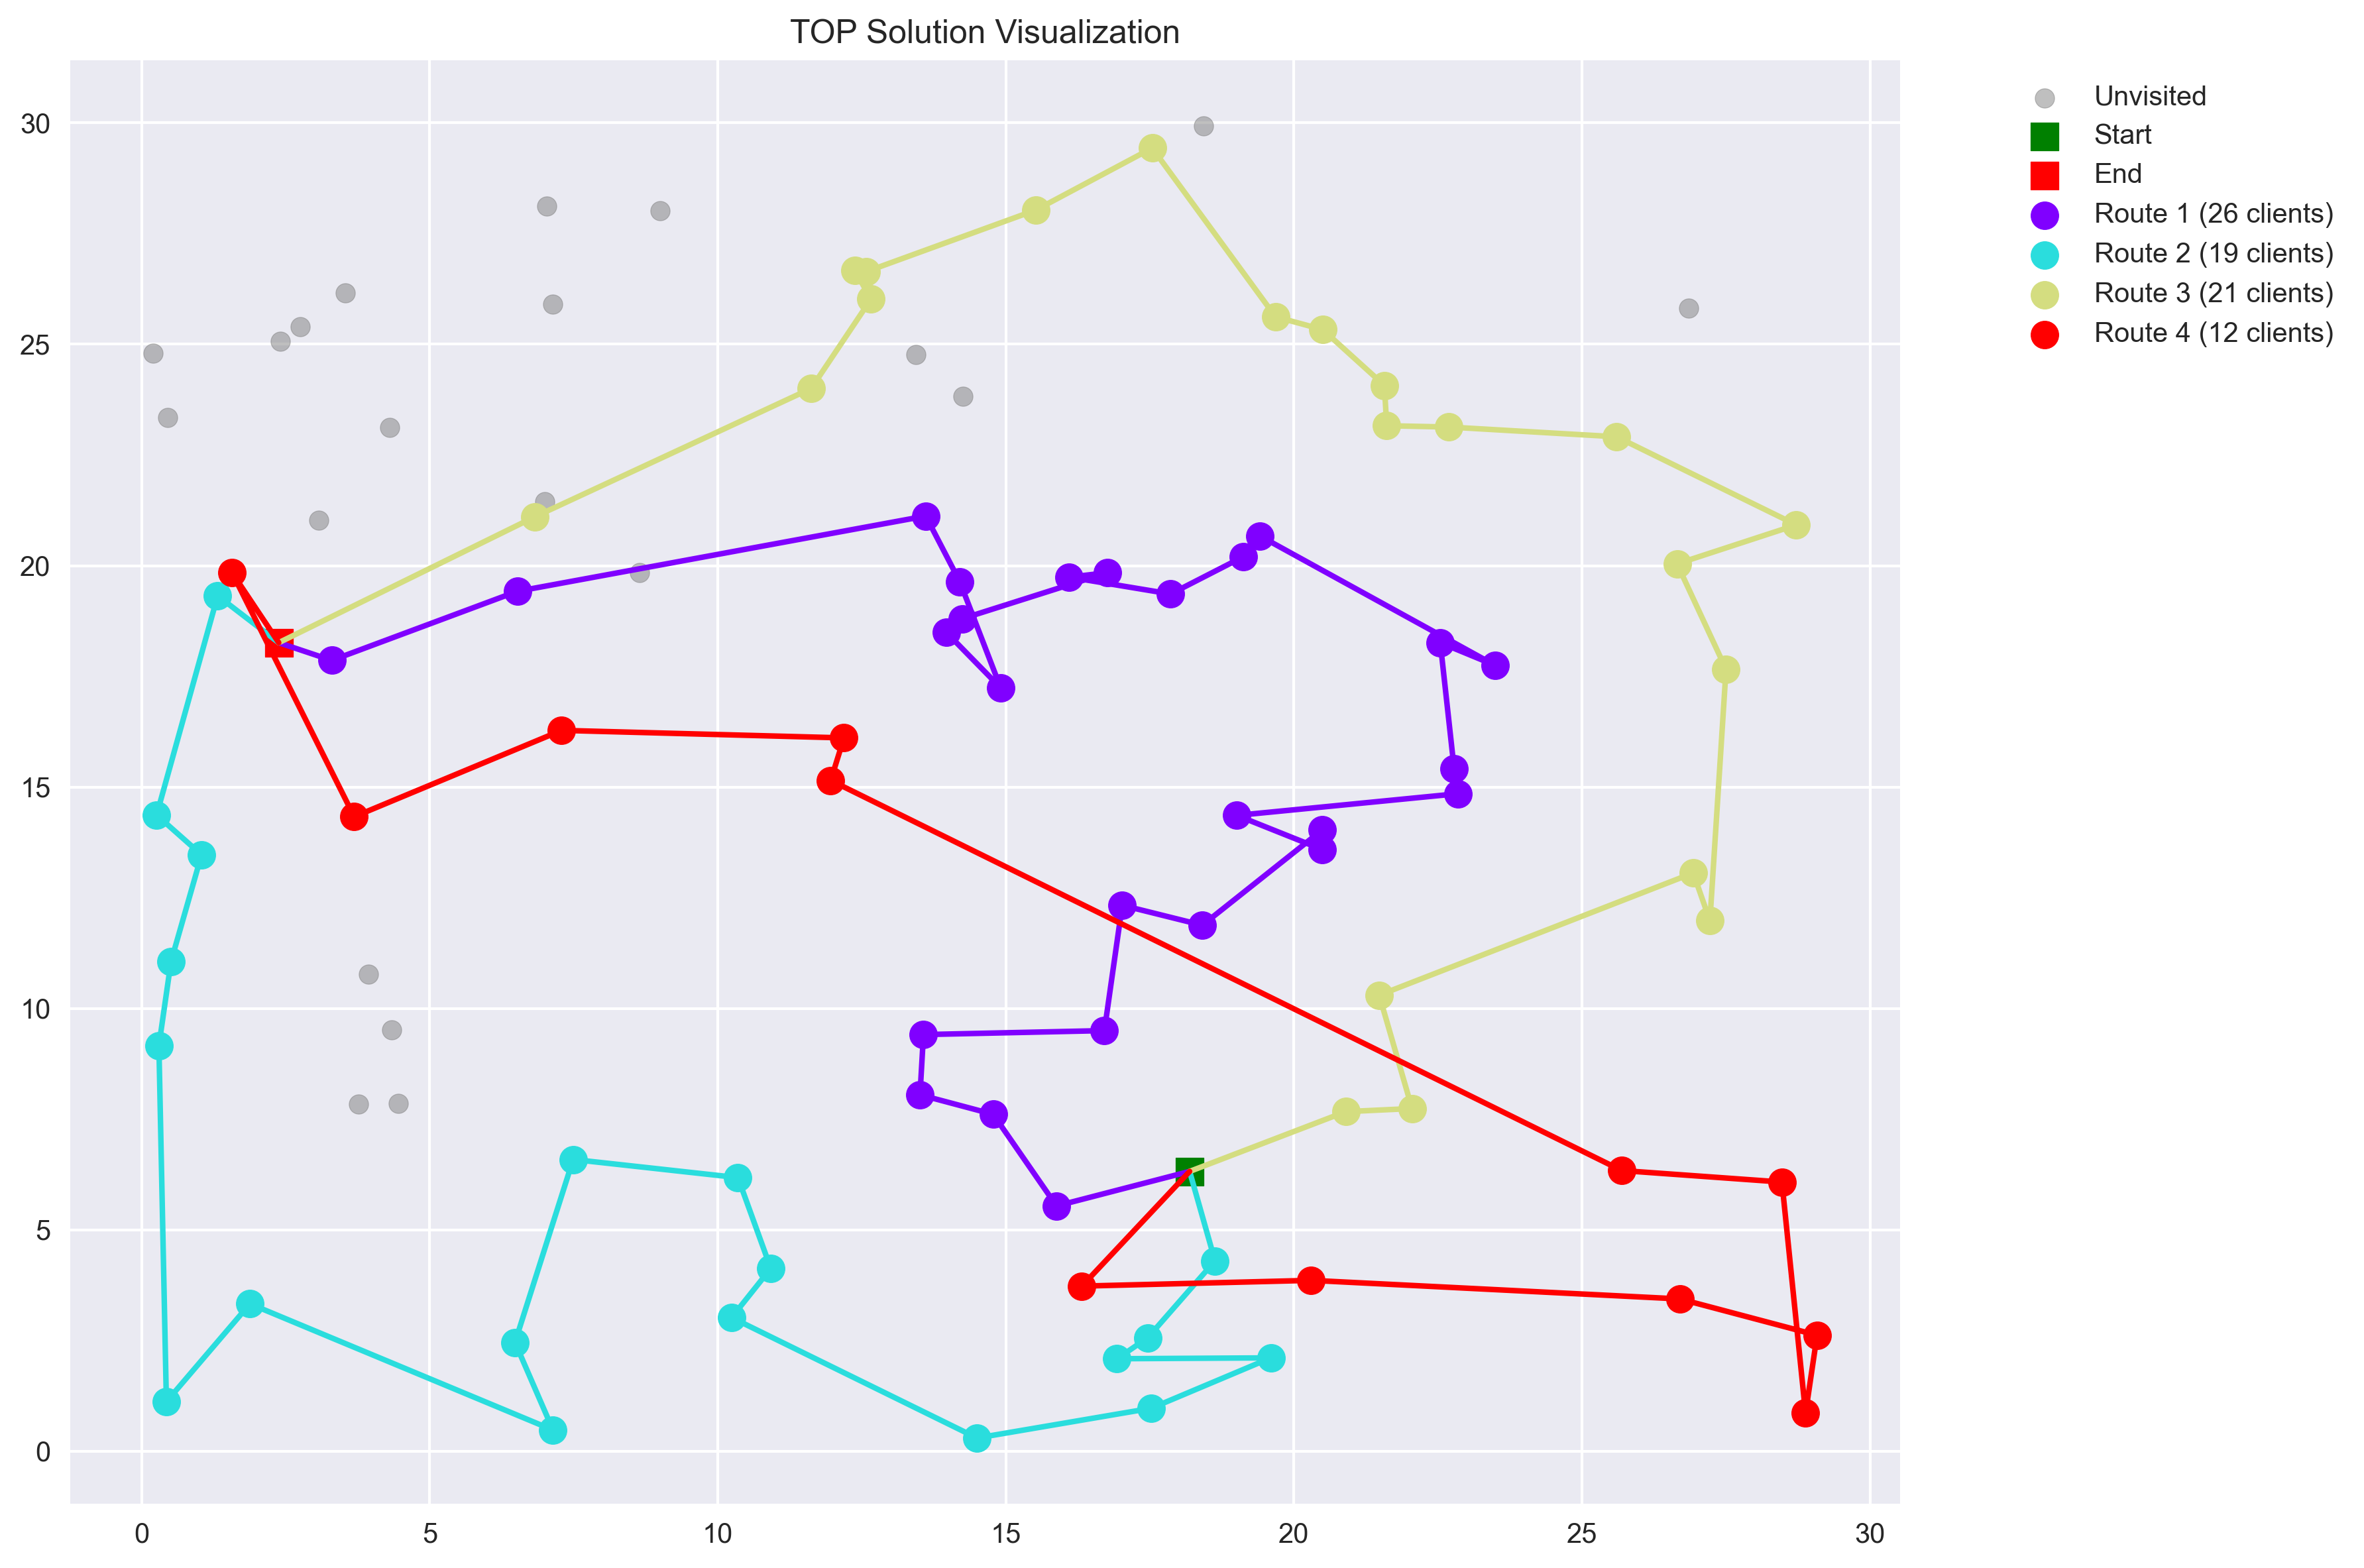 TOP Solution Visualization
30
25
20
15
10
5
0
0 5 10 15 20 25 30
Unvisited
Start
End
Route 1 (26 clients)
Route 2 (19 clients)
Route 3 (21 clients)
Route 4 (12 clients)